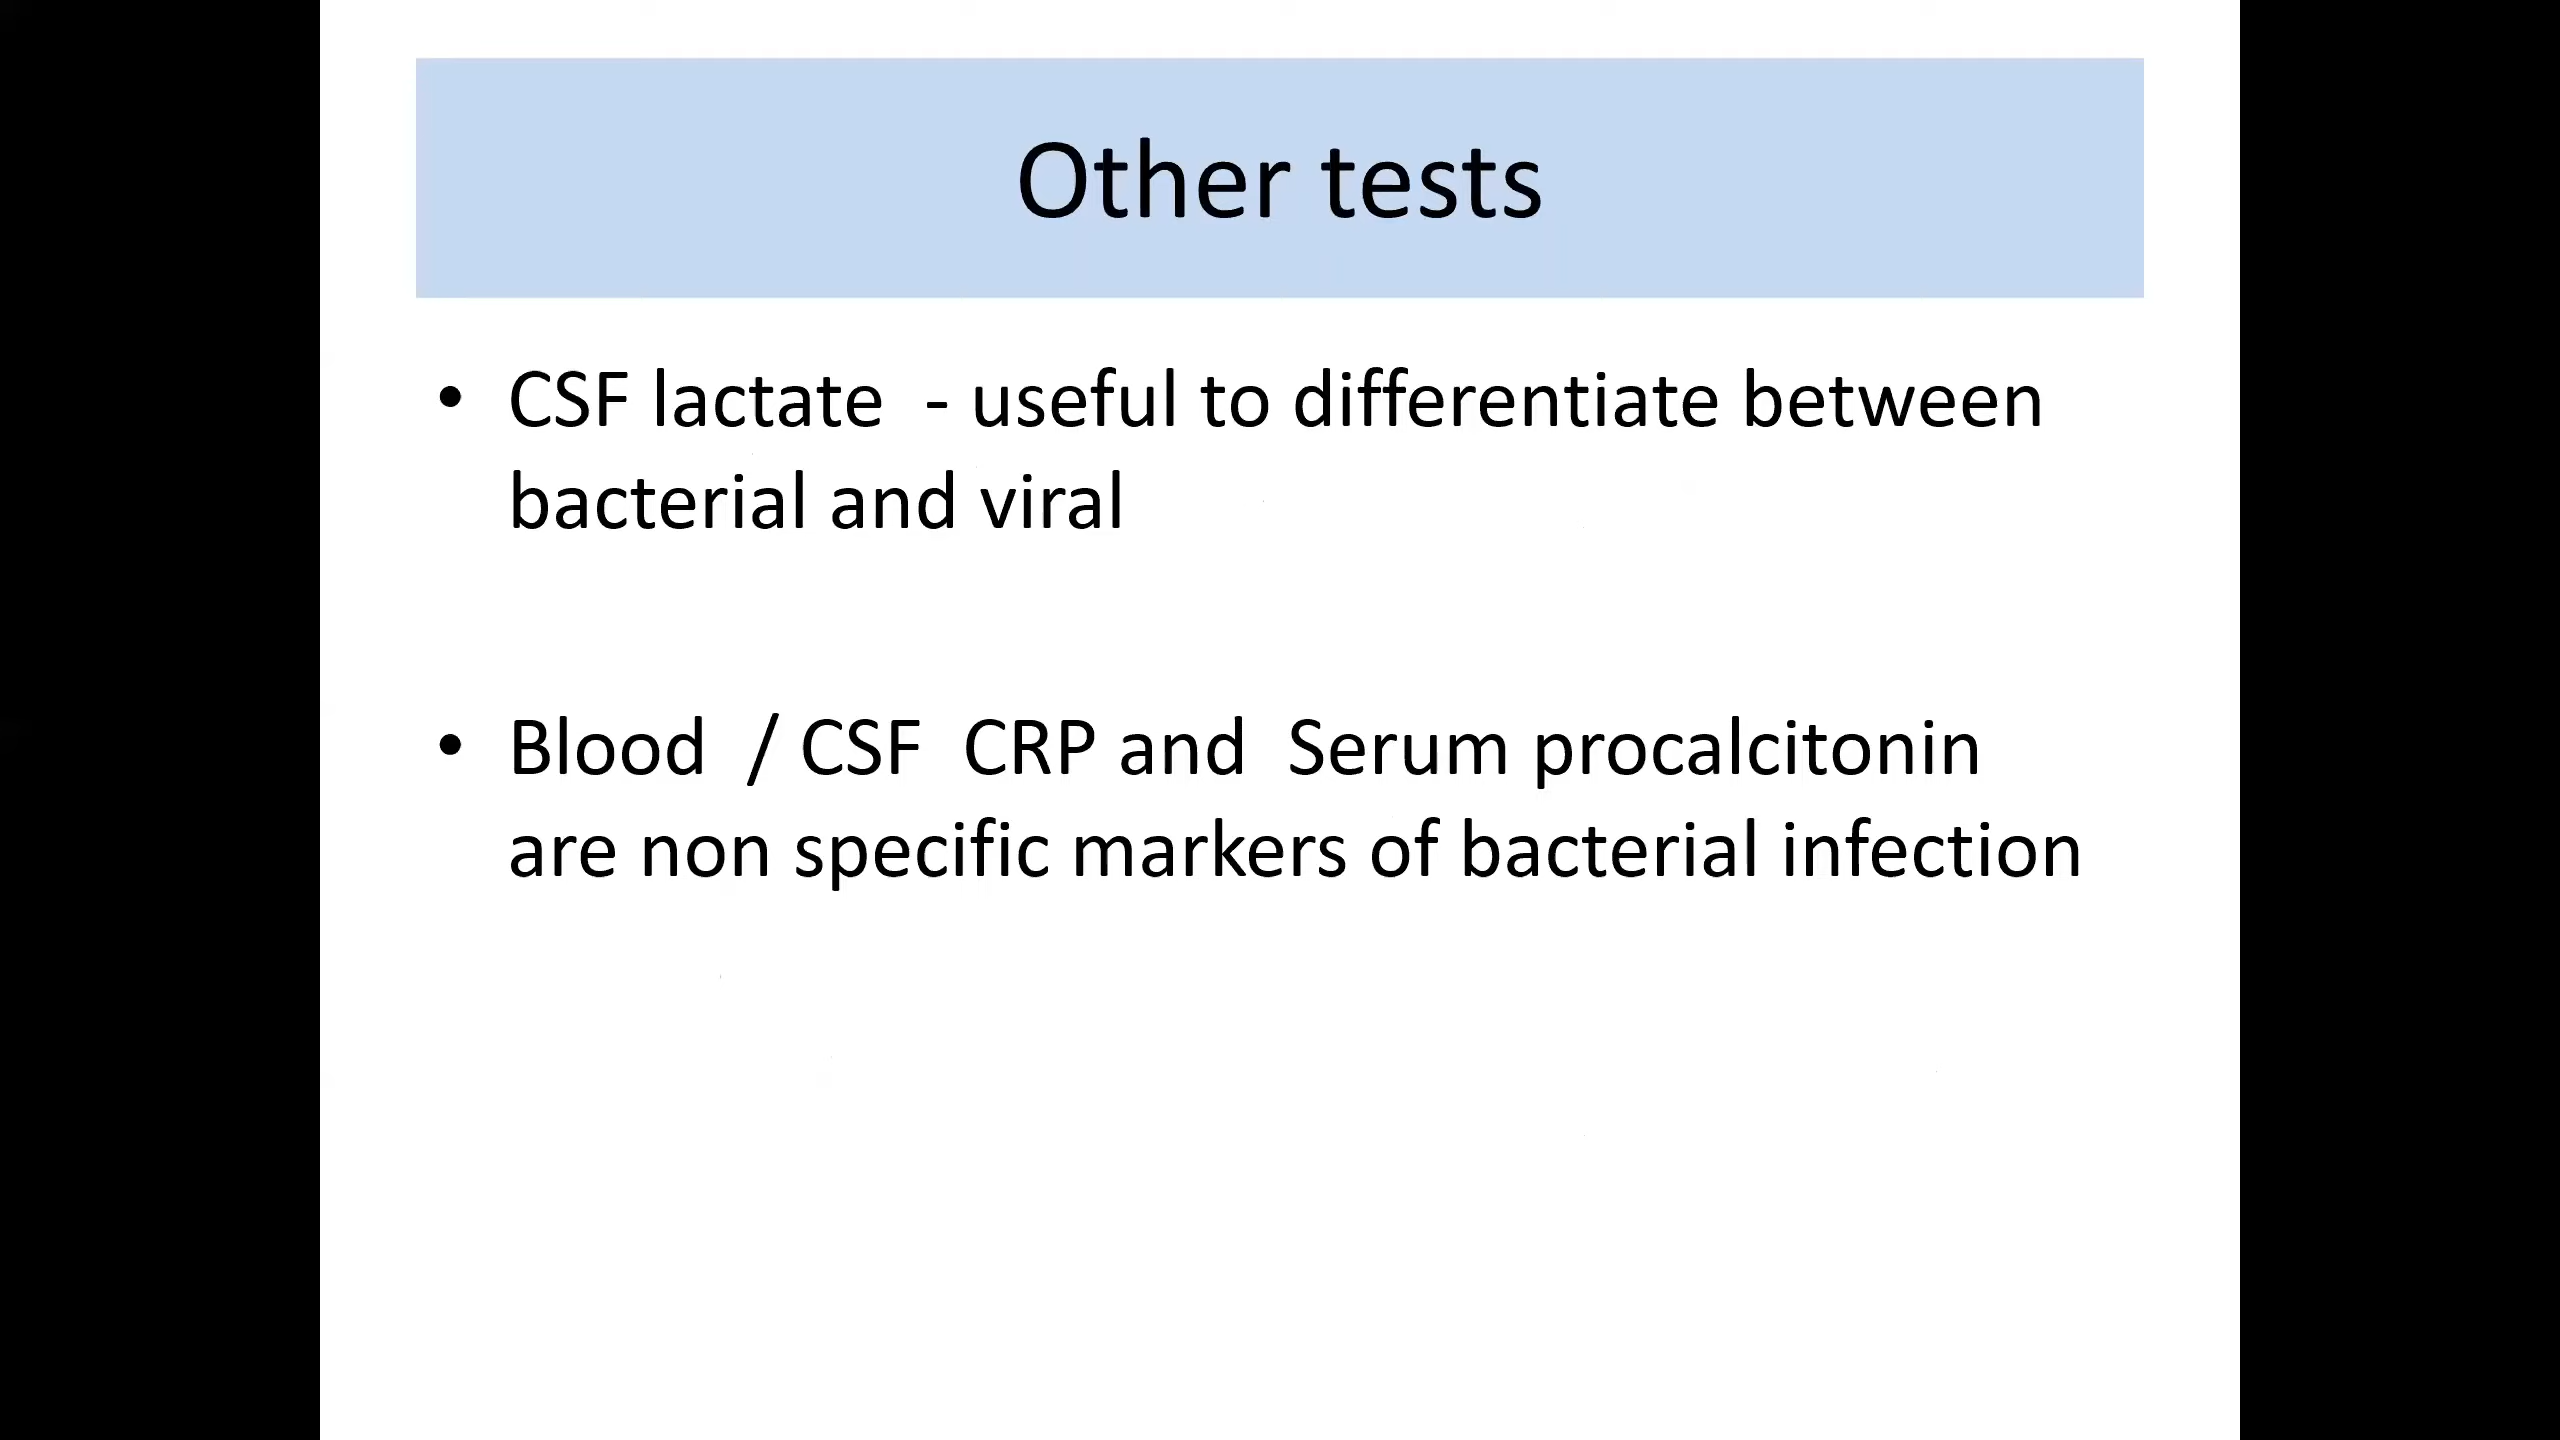 Other tests
• CSF lactate - useful to differentiate between
bacterial and viral
• Blood / CSF CRP and Serum procalcitonin
are non specific markers of bacterial infection